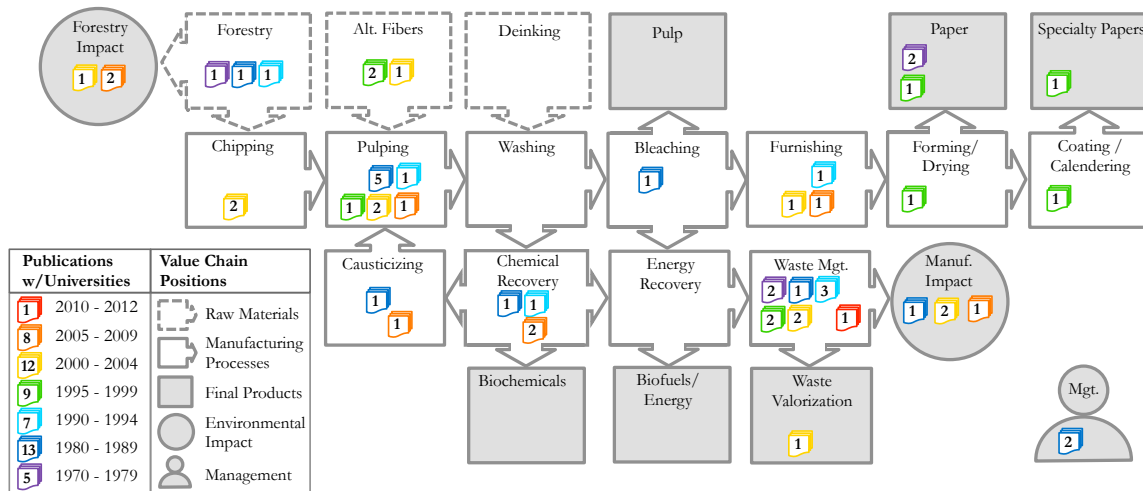 Forestry
Impact
1 2
Forestry
1 1 1
Alt. Fibers
2 1
Deinking
Pulp
Paper
2
1
Specialty Papers
1
Chipping
2
Pulping
5 1
1 2 1
Washing
Bleaching
1
Furnishing
1
1 1
Forming/
Drying
1
Coating /
Calendering
1
Causticizing
1
1
Chemical
Recovery
1 1
2
Energy
Recovery
Waste Mgt.
2 1 3
2 2 1
Manuf.
Impact
1 2 1
Biochemicals
Biofuels/
Energy
Waste
Valorization
1
Mgt.
2
Publications
w/Universities
Value Chain
Positions
1 2010 - 2012
8 2005 - 2009
12 2000 - 2004
9 1995 - 1999
7 1990 - 1994
13 1980 - 1989
5 1970 - 1979
Raw Materials
Manufacturing
Processes
Final Products
Environmental
Impact
Management